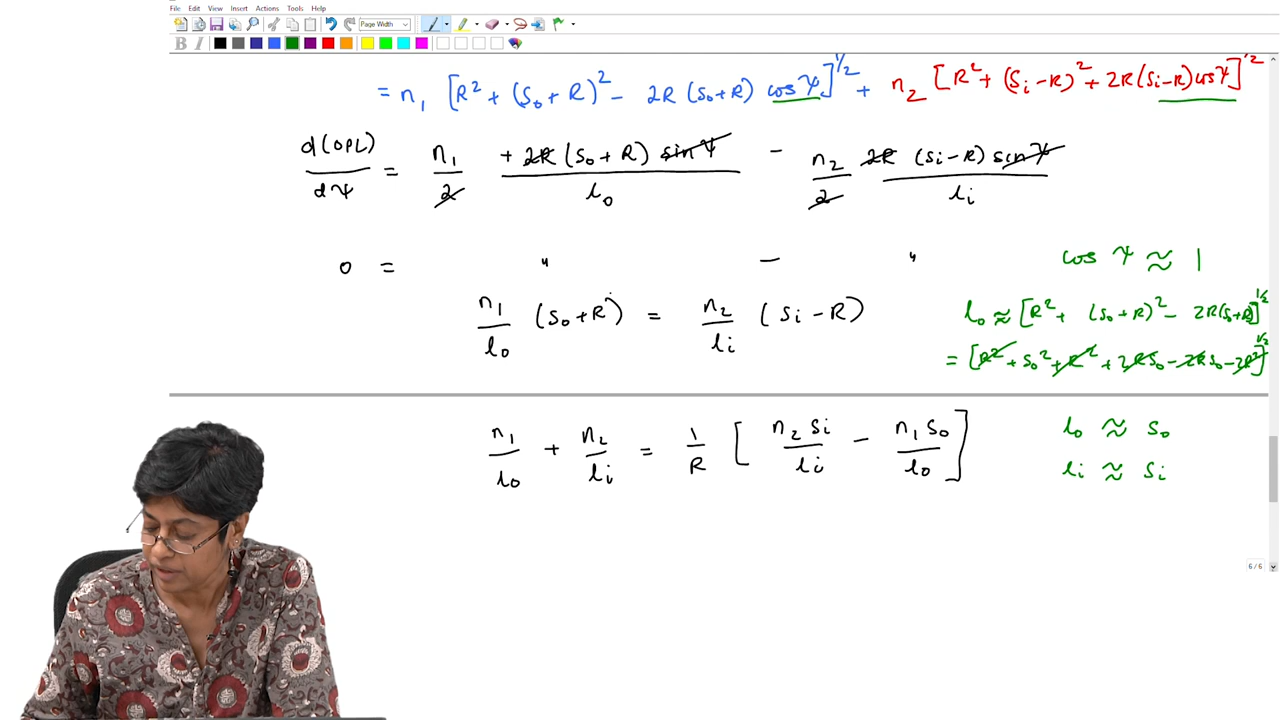 File Edit View Insert Actions Tools Help
Page Width
B I
= n₁ [R² + (S₀ + R)² − 2R (S₀ + R) cos Ψ]^1/2 + n₂ [R² + (Sᵢ − R)² + 2R(Sᵢ − R) cos Ψ]^1/2
d(OPL)/dΨ = n₁/2 +2R (S₀ + R) sin Ψ / l₀ − n₂/2 2R (Sᵢ − R) sin Ψ / lᵢ
0 = " − " cos Ψ ≈ 1
n₁/l₀ (S₀ + R) = n₂/lᵢ (Sᵢ − R) l₀ ≈ [R² + (S₀ + R)² − 2R(S₀ + R)]^1/2
= [R² + S₀² + R² + 2RS₀ − 2RS₀ − 2R²]^1/2
n₁/l₀ + n₂/lᵢ = 1/R [n₂Sᵢ/lᵢ − n₁S₀/l₀] l₀ ≈ S₀
lᵢ ≈ Sᵢ
6/6